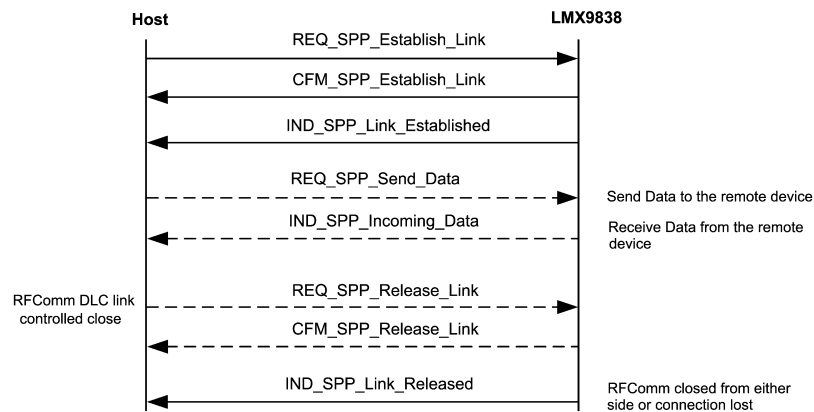 Host
LMX9838
REQ_SPP_Establish_Link
CFM_SPP_Establish_Link
IND_SPP_Link_Established
REQ_SPP_Send_Data
Send Data to the remote device
IND_SPP_Incoming_Data
Receive Data from the remote
device
REQ_SPP_Release_Link
RFComm DLC link
controlled close
CFM_SPP_Release_Link
IND_SPP_Link_Released
RFComm closed from either
side or connection lost